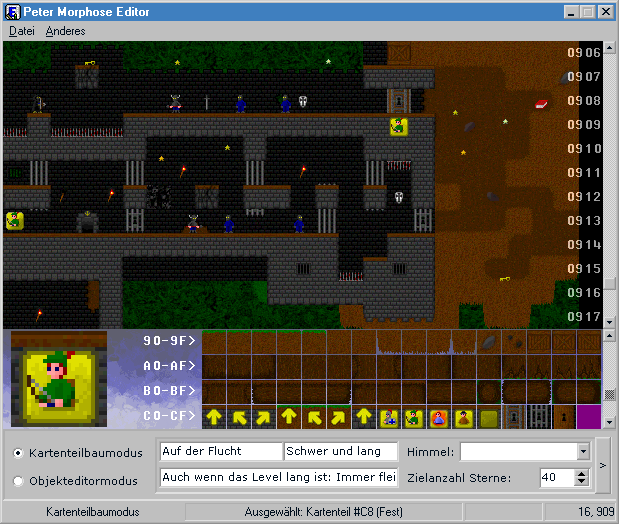 Peter Morphose Editor
Datei Anderes
0906
0907
0908
0909
0910
0911
0912
0913
0914
0915
0916
0917
90-9F>
A0-AF>
B0-BF>
C0-CF>
Kartenteilbaumodus
Auf der Flucht
Schwer und lang
Himmel:
Objekteditormodus
Auch wenn das Level lang ist: Immer flei
Zielanzahl Sterne:
40
>
Kartenteilbaumodus
Ausgewählt: Kartenteil #C8 (Fest)
16, 909